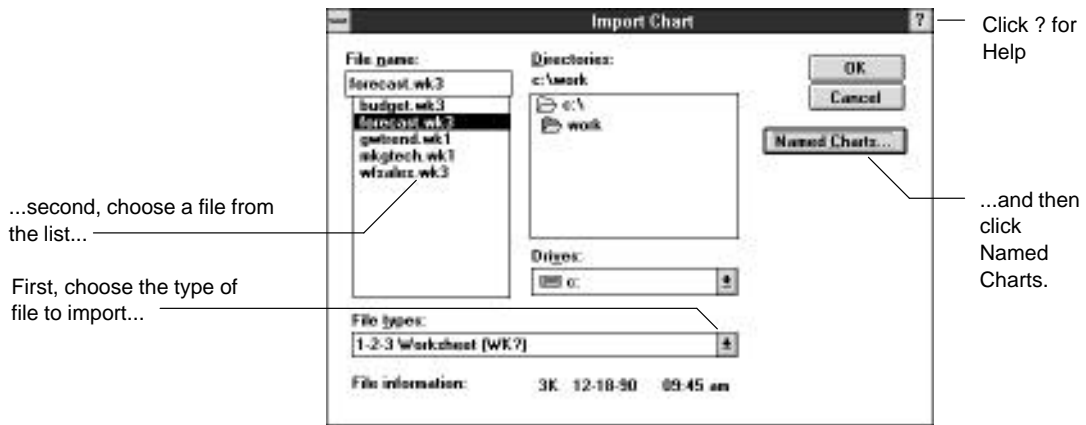 Import Chart
?
Click ? for
Help
File name:
forecast.wk3
budget.wk3
forecast.wk3
gwtrend.wk1
mkgtech.wk1
wfsales.wk3
Directories:
c:\work
c:\
work
OK
Cancel
Named Charts...
...second, choose a file from
the list...
...and then
click
Named
Charts.
Drives:
c:
First, choose the type of
file to import...
File types:
1-2-3 Worksheet (WK?)
File information: 3K 12-18-90 09:45 am